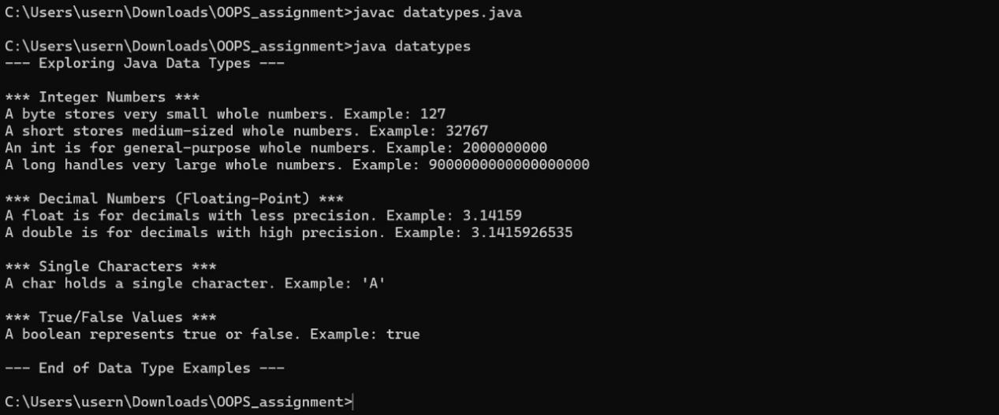 C:\Users\usern\Downloads\OOPS_assignment>javac datatypes.java
C:\Users\usern\Downloads\OOPS_assignment>java datatypes
--- Exploring Java Data Types ---
*** Integer Numbers ***
A byte stores very small whole numbers. Example: 127
A short stores medium-sized whole numbers. Example: 32767
An int is for general-purpose whole numbers. Example: 2000000000
A long handles very large whole numbers. Example: 9000000000000000000
*** Decimal Numbers (Floating-Point) ***
A float is for decimals with less precision. Example: 3.14159
A double is for decimals with high precision. Example: 3.1415926535
*** Single Characters ***
A char holds a single character. Example: 'A'
*** True/False Values ***
A boolean represents true or false. Example: true
--- End of Data Type Examples ---
C:\Users\usern\Downloads\OOPS_assignment>